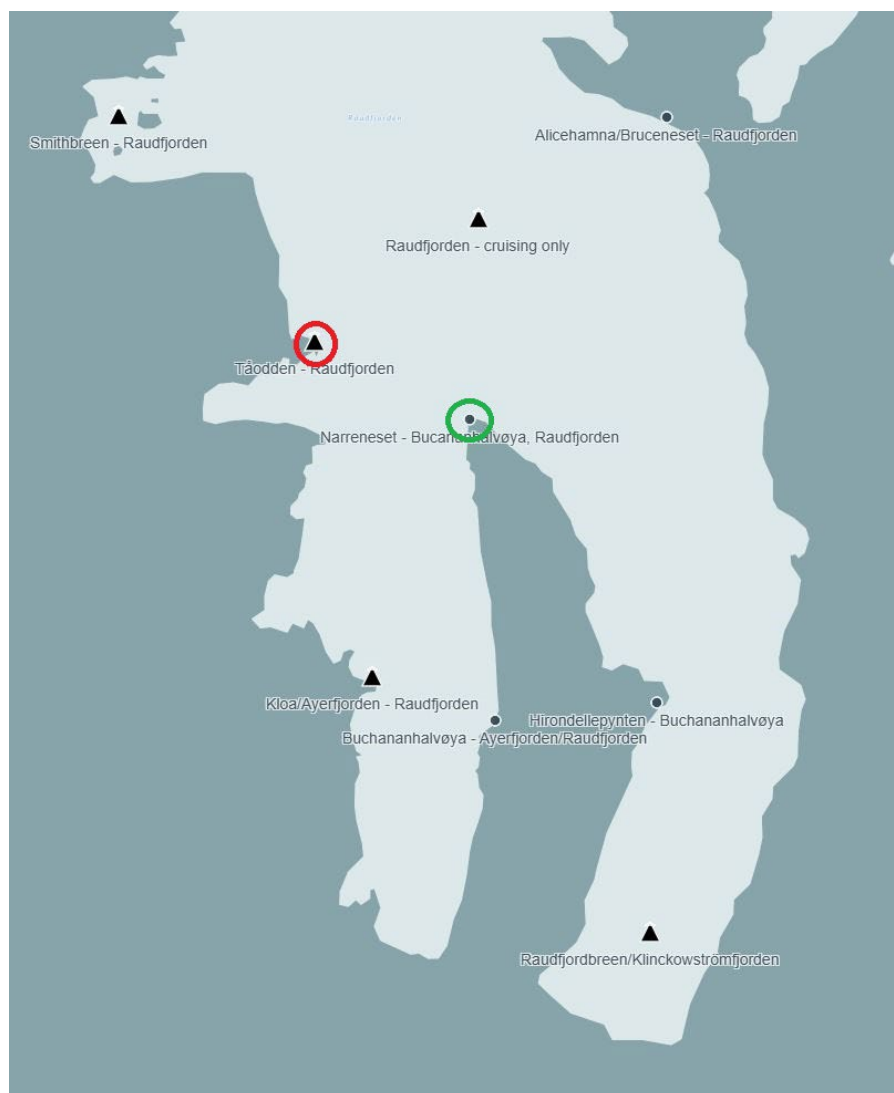 Raudfjorden
Smithbreen - Raudfjorden
Alicehamna/Bruceneset - Raudfjorden
Raudfjorden - cruising only
Tåodden - Raudfjorden
Narreneset - Bucananhalvøya, Raudfjorden
Kloa/Ayerfjorden - Raudfjorden
Hirondellepynten - Buchananhalvøya
Buchananhalvøya - Ayerfjorden/Raudfjorden
Raudfjordbreen/Klinckowströmfjorden